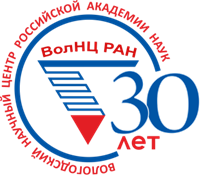 ВОЛОГОДСКИЙ НАУЧНЫЙ ЦЕНТР РОССИЙСКОЙ АКАДЕМИИ НАУК
ВолНЦ РАН
30
лет